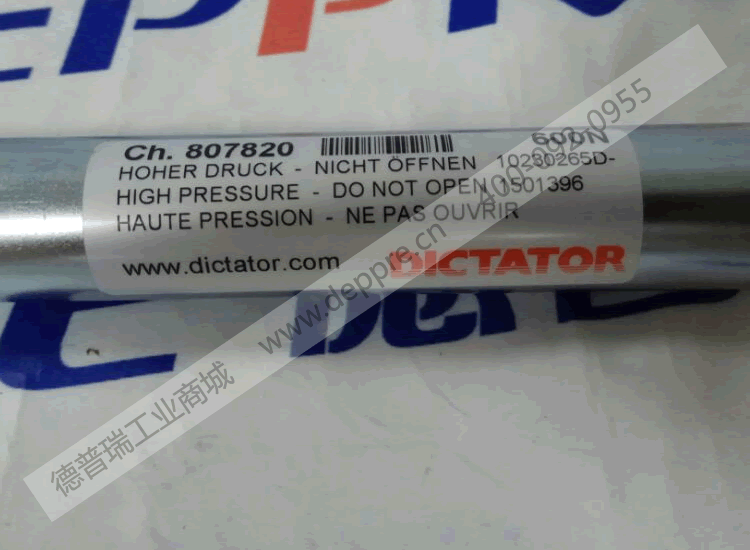 Ch. 807820
600N
HOHER DRUCK - NICHT ÖFFNEN 10230265D-
HIGH PRESSURE - DO NOT OPEN 1501396
HAUTE PRESSION - NE PAS OUVRIR
www.dictator.com DICTATOR
德普瑞工业商城 www.deppre.cn